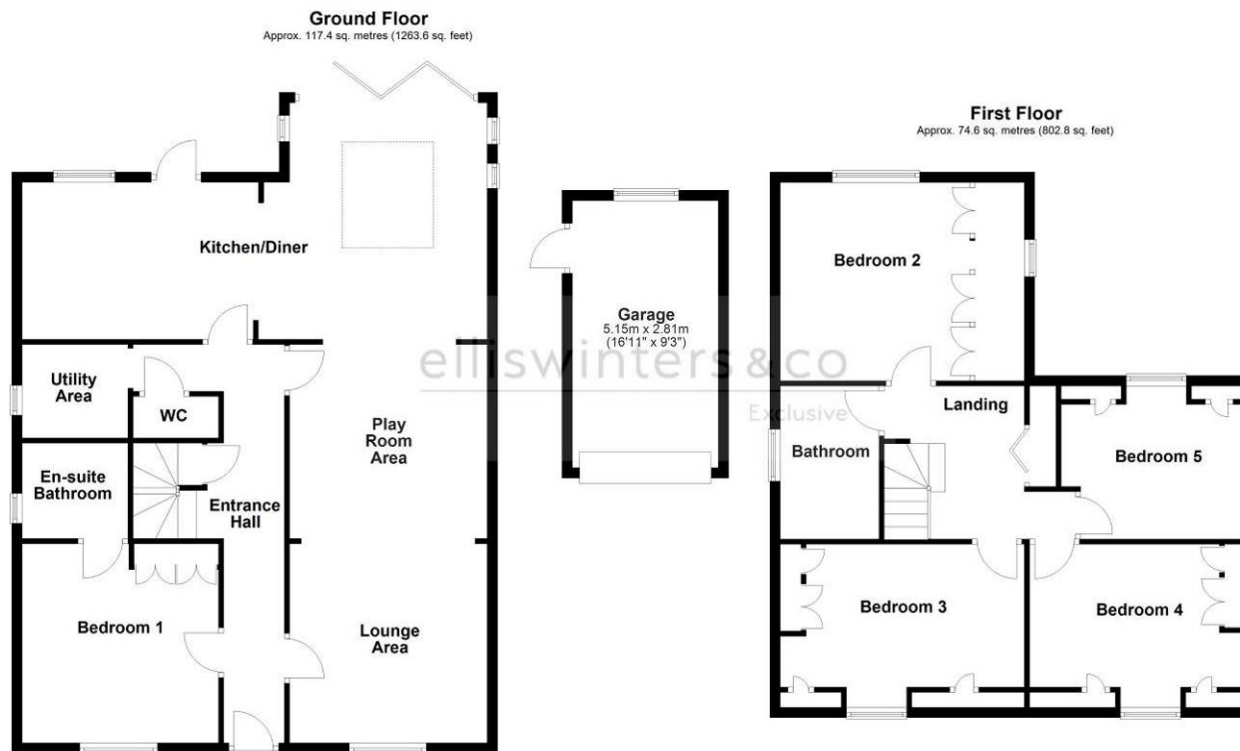 Ground Floor
Approx. 117.4 sq. metres (1263.6 sq. feet)
Kitchen/Diner
Utility
Area
WC
En-suite
Bathroom
Entrance
Hall
Play
Room
Area
Bedroom 1
Lounge
Area
Garage
5.15m x 2.81m
(16'11" x 9'3")
elliswinters&co
Exclusive
First Floor
Approx. 74.6 sq. metres (802.8 sq. feet)
Bedroom 2
Landing
Bathroom
Bedroom 5
Bedroom 3
Bedroom 4